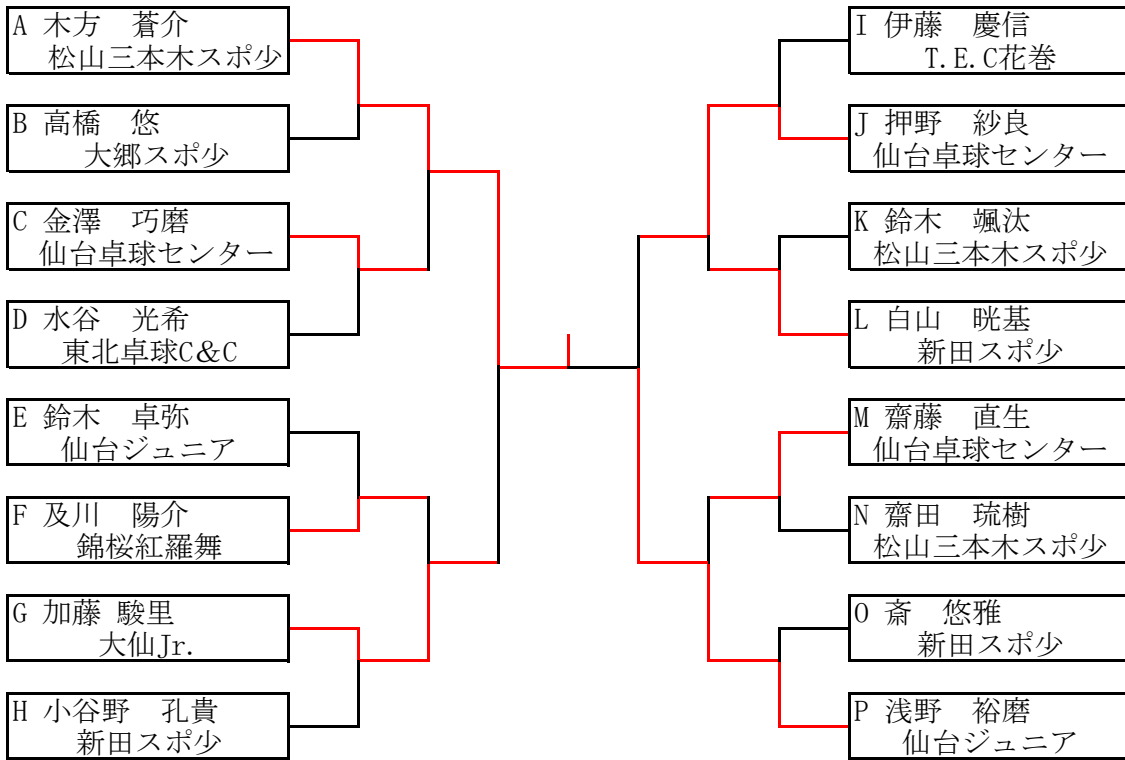 A 木方　蒼介
松山三本木スポ少
B 高橋　悠
大郷スポ少
C 金澤　巧磨
仙台卓球センター
D 水谷　光希
東北卓球C&C
E 鈴木　卓弥
仙台ジュニア
F 及川　陽介
錦桜紅羅舞
G 加藤 駿里
大仙Jr.
H 小谷野　孔貴
新田スポ少
I 伊藤　慶信
T.E.C花巻
J 押野　紗良
仙台卓球センター
K 鈴木　颯汰
松山三本木スポ少
L 白山　晄基
新田スポ少
M 齋藤　直生
仙台卓球センター
N 齋田　琉樹
松山三本木スポ少
O 斎　悠雅
新田スポ少
P 浅野　裕磨
仙台ジュニア